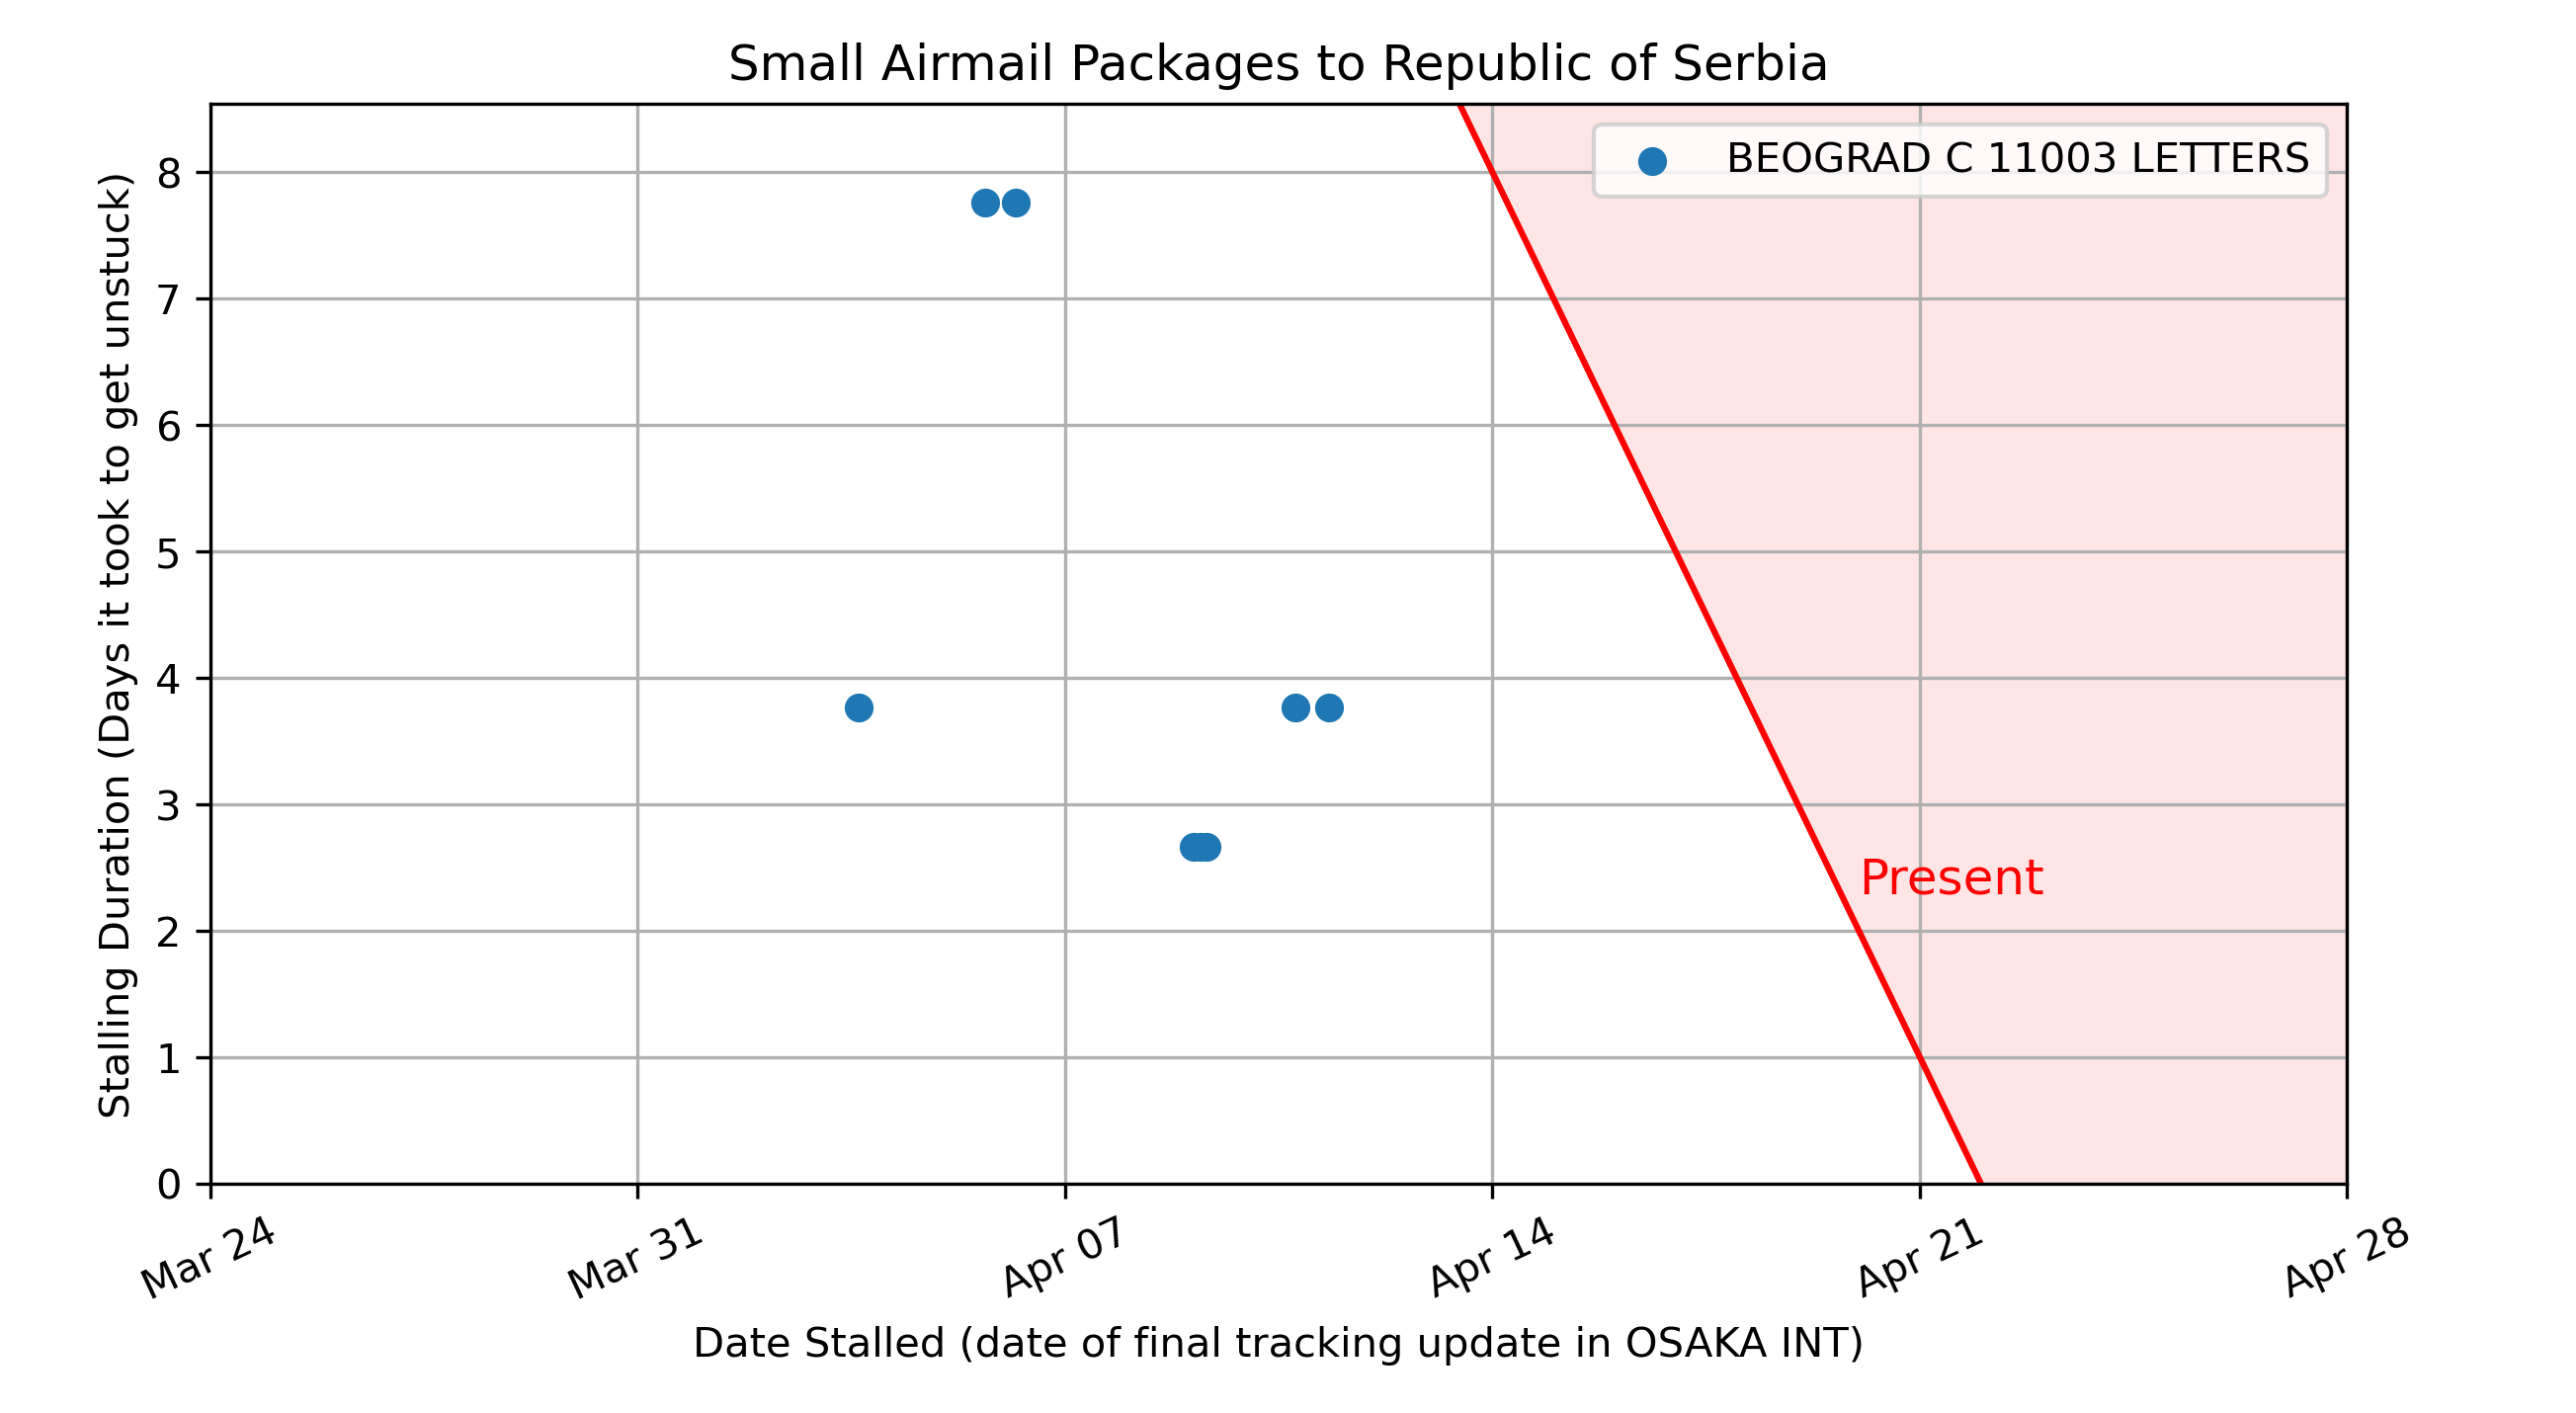 Small Airmail Packages to Republic of Serbia
BEOGRAD C 11003 LETTERS
Stalling Duration (Days it took to get unstuck)
8
7
6
5
4
3
2
1
0
Present
Mar 24
Mar 31
Apr 07
Apr 14
Apr 21
Apr 28
Date Stalled (date of final tracking update in OSAKA INT)